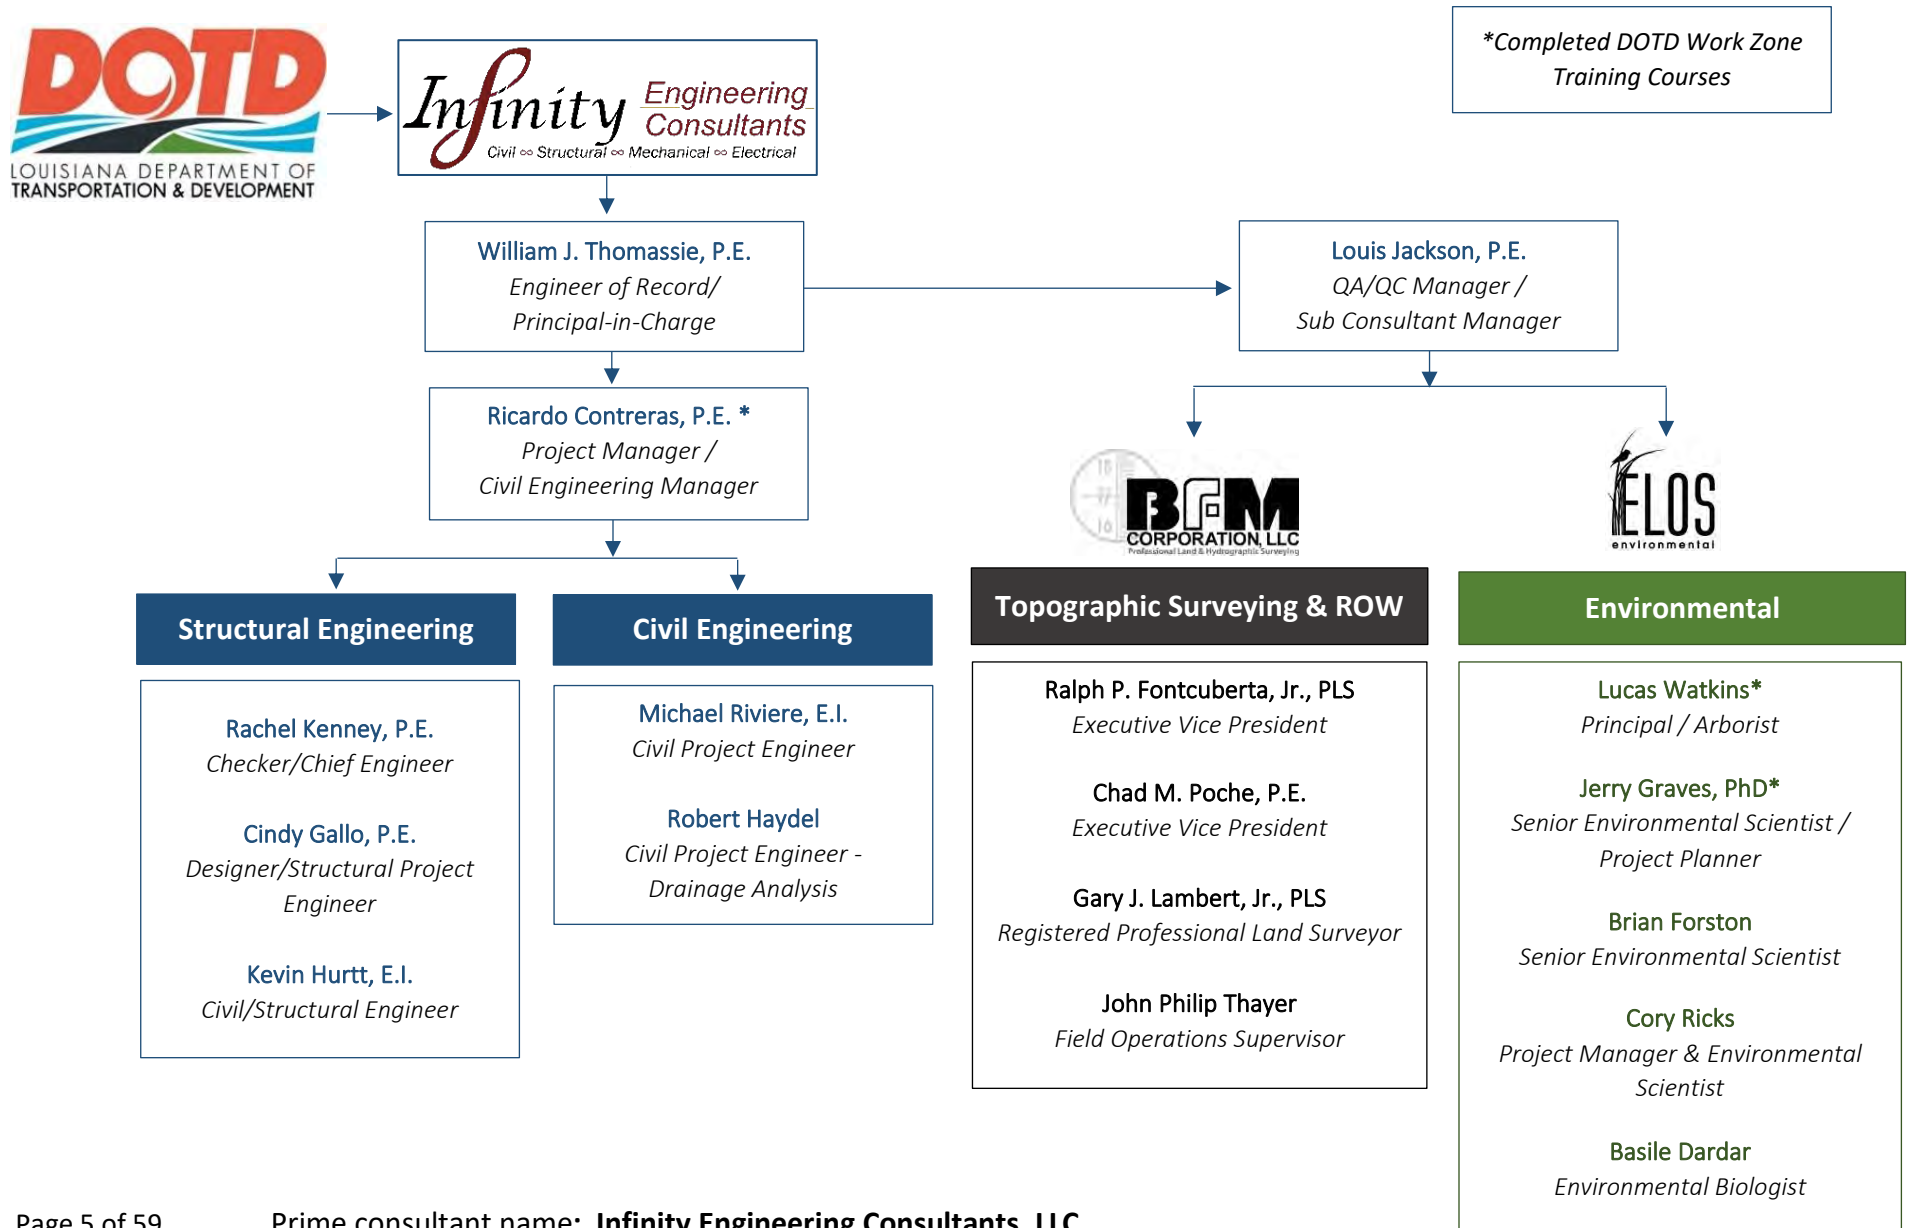 DOTD
LOUISIANA DEPARTMENT OF
TRANSPORTATION & DEVELOPMENT
Infinity Engineering
Consultants
Civil ∞ Structural ∞ Mechanical ∞ Electrical
*Completed DOTD Work Zone
Training Courses
William J. Thomassie, P.E.
Engineer of Record/
Principal-in-Charge
Louis Jackson, P.E.
QA/QC Manager /
Sub Consultant Manager
Ricardo Contreras, P.E. *
Project Manager /
Civil Engineering Manager
18
17
16
BFM
CORPORATION, LLC
Professional Land & Hydrographic Surveying
ELOS
environmental
Structural Engineering
Rachel Kenney, P.E.
Checker/Chief Engineer
Cindy Gallo, P.E.
Designer/Structural Project
Engineer
Kevin Hurtt, E.I.
Civil/Structural Engineer
Civil Engineering
Michael Riviere, E.I.
Civil Project Engineer
Robert Haydel
Civil Project Engineer -
Drainage Analysis
Topographic Surveying & ROW
Ralph P. Fontcuberta, Jr., PLS
Executive Vice President
Chad M. Poche, P.E.
Executive Vice President
Gary J. Lambert, Jr., PLS
Registered Professional Land Surveyor
John Philip Thayer
Field Operations Supervisor
Environmental
Lucas Watkins*
Principal / Arborist
Jerry Graves, PhD*
Senior Environmental Scientist /
Project Planner
Brian Forston
Senior Environmental Scientist
Cory Ricks
Project Manager & Environmental
Scientist
Basile Dardar
Environmental Biologist
Page 5 of 59 Prime consultant name: Infinity Engineering Consultants, LLC